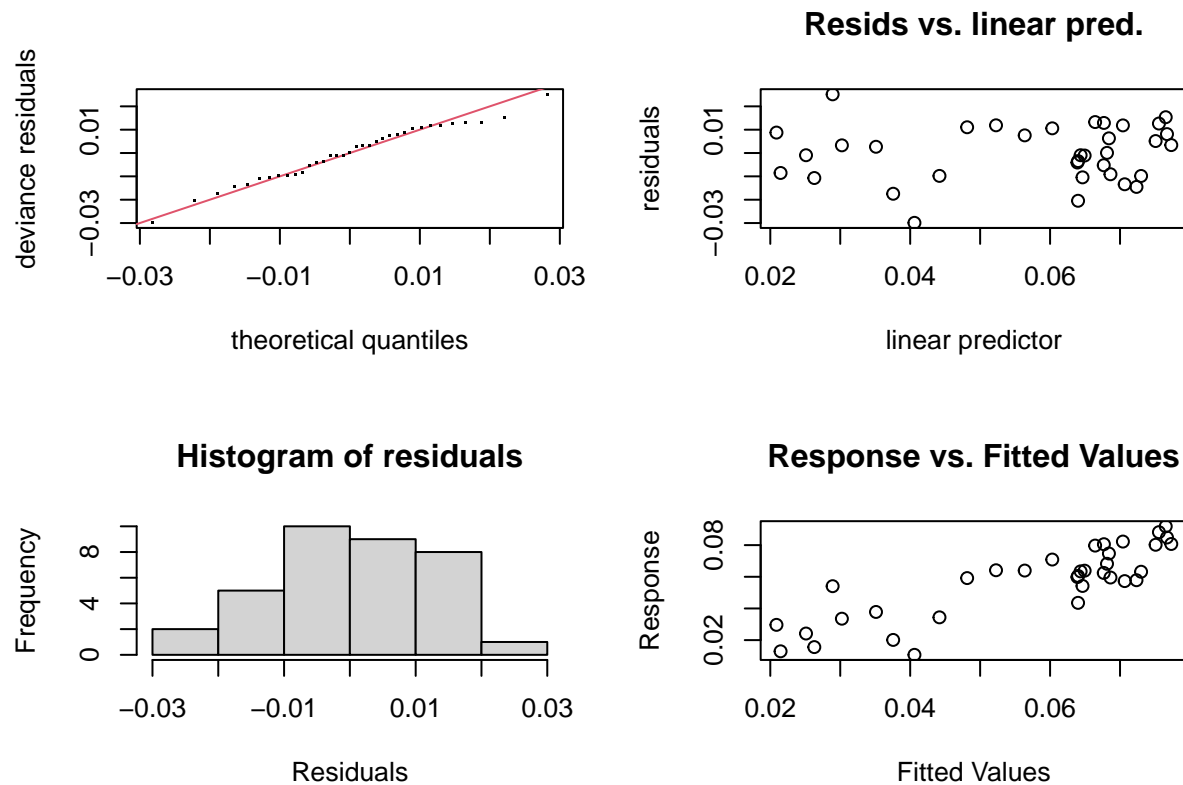 deviance residuals
−0.03
0.01
−0.03
−0.01
0.01
0.03
theoretical quantiles
Resids vs. linear pred.
residuals
−0.03
0.01
0.02
0.04
0.06
linear predictor
Histogram of residuals
Frequency
0
4
8
−0.03
−0.01
0.01
0.03
Residuals
Response vs. Fitted Values
Response
0.02
0.08
0.02
0.04
0.06
Fitted Values